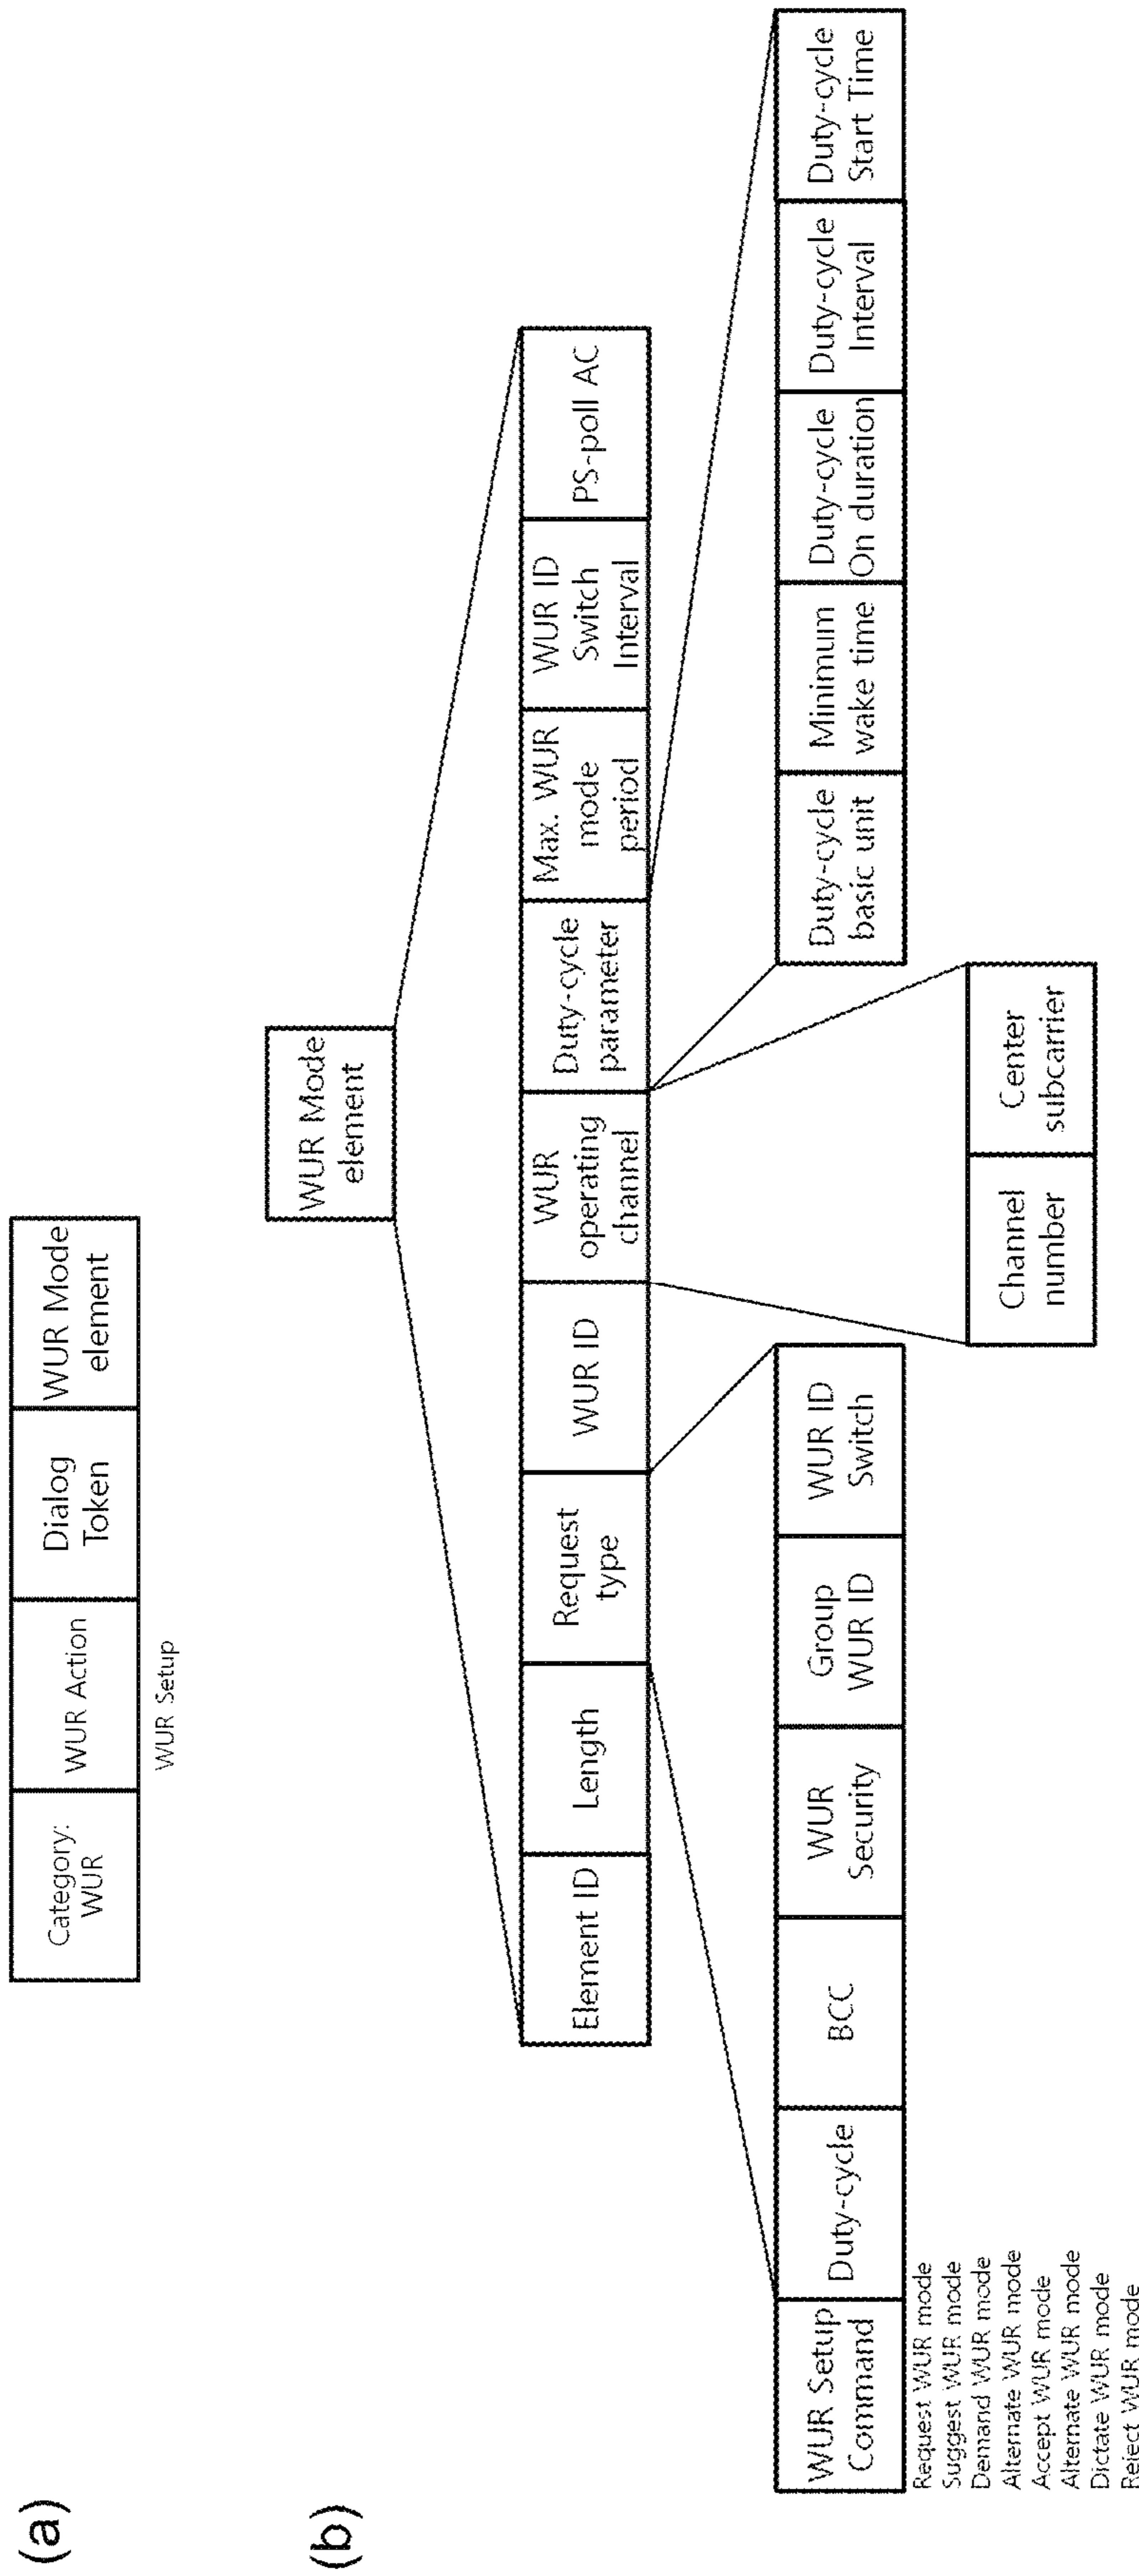 (a)
Category:
WUR
WUR Action
Dialog
Token
WUR Mode
element
WUR Setup
(b)
WUR Mode
element
Element ID
Length
Request
type
WUR ID
WUR
operating
channel
Duty-cycle
parameter
Max. WUR
mode
period
WUR ID
Switch
Interval
PS-poll AC
WUR Setup
Command
Duty-cycle
BCC
WUR
Security
Group
WUR ID
WUR ID
Switch
Duty-cycle
basic unit
Minimum
wake time
Duty-cycle
On duration
Duty-cycle
Interval
Duty-cycle
Start Time
Request WUR mode
Suggest WUR mode
Demand WUR mode
Alternate WUR mode
Accept WUR mode
Alternate WUR mode
Dictate WUR mode
Reject WUR mode
Channel
number
Center
subcarrier